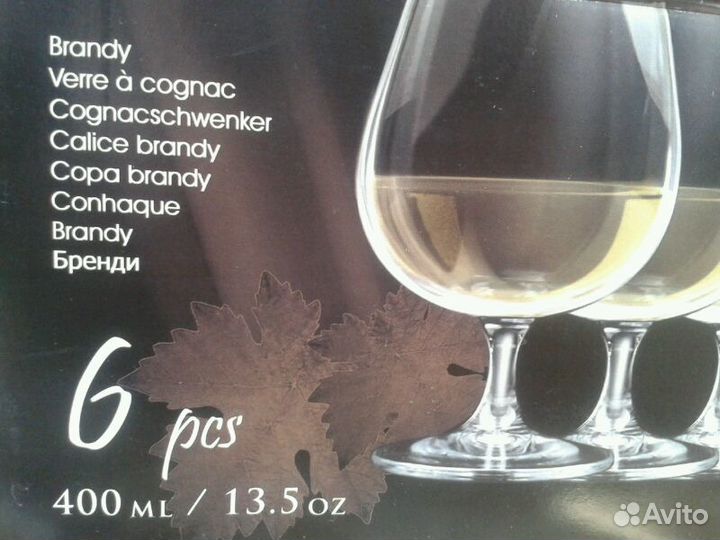 Brandy
Verre à cognac
Cognacschwenker
Calice brandy
Copa brandy
Conhaque
Brandy
Бренди
6 pcs
400 ML / 13.5 OZ
Avito